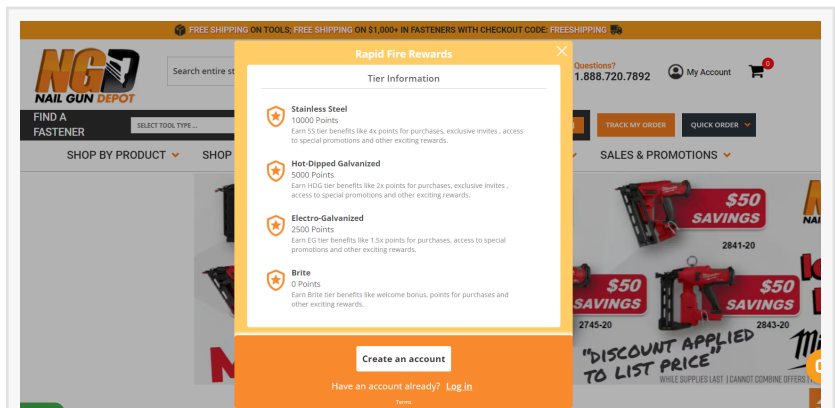 FREE SHIPPING ON TOOLS; FREE SHIPPING ON $1,000+ IN FASTENERS WITH CHECKOUT CODE: FREESHIPPING
NGD
NAIL GUN DEPOT
Search entire st
Questions?
1.888.720.7892
My Account
0
FIND A
FASTENER
SELECT TOOL TYPE ...
TRACK MY ORDER
QUICK ORDER
SHOP BY PRODUCT
SHOP
SALES & PROMOTIONS
Rapid Fire Rewards
Tier Information
Stainless Steel
10000 Points
Earn SS tier benefits like 4x points for purchases, exclusive invites , access
to special promotions and other exciting rewards.
Hot-Dipped Galvanized
5000 Points
Earn HDG tier benefits like 2x points for purchases, exclusive invites ,
access to special promotions and other exciting rewards.
Electro-Galvanized
2500 Points
Earn EG tier benefits like 1.5x points for purchases, access to special
promotions and other exciting rewards.
Brite
0 Points
Earn Brite tier benefits like welcome bonus, points for purchases and
other exciting rewards.
Create an account
Have an account already? Log in
Terms
$50
SAVINGS
2841-20
$50
SAVINGS
2745-20
$50
SAVINGS
2843-20
"DISCOUNT APPLIED
TO LIST PRICE"
WHILE SUPPLIES LAST | CANNOT COMBINE OFFERS